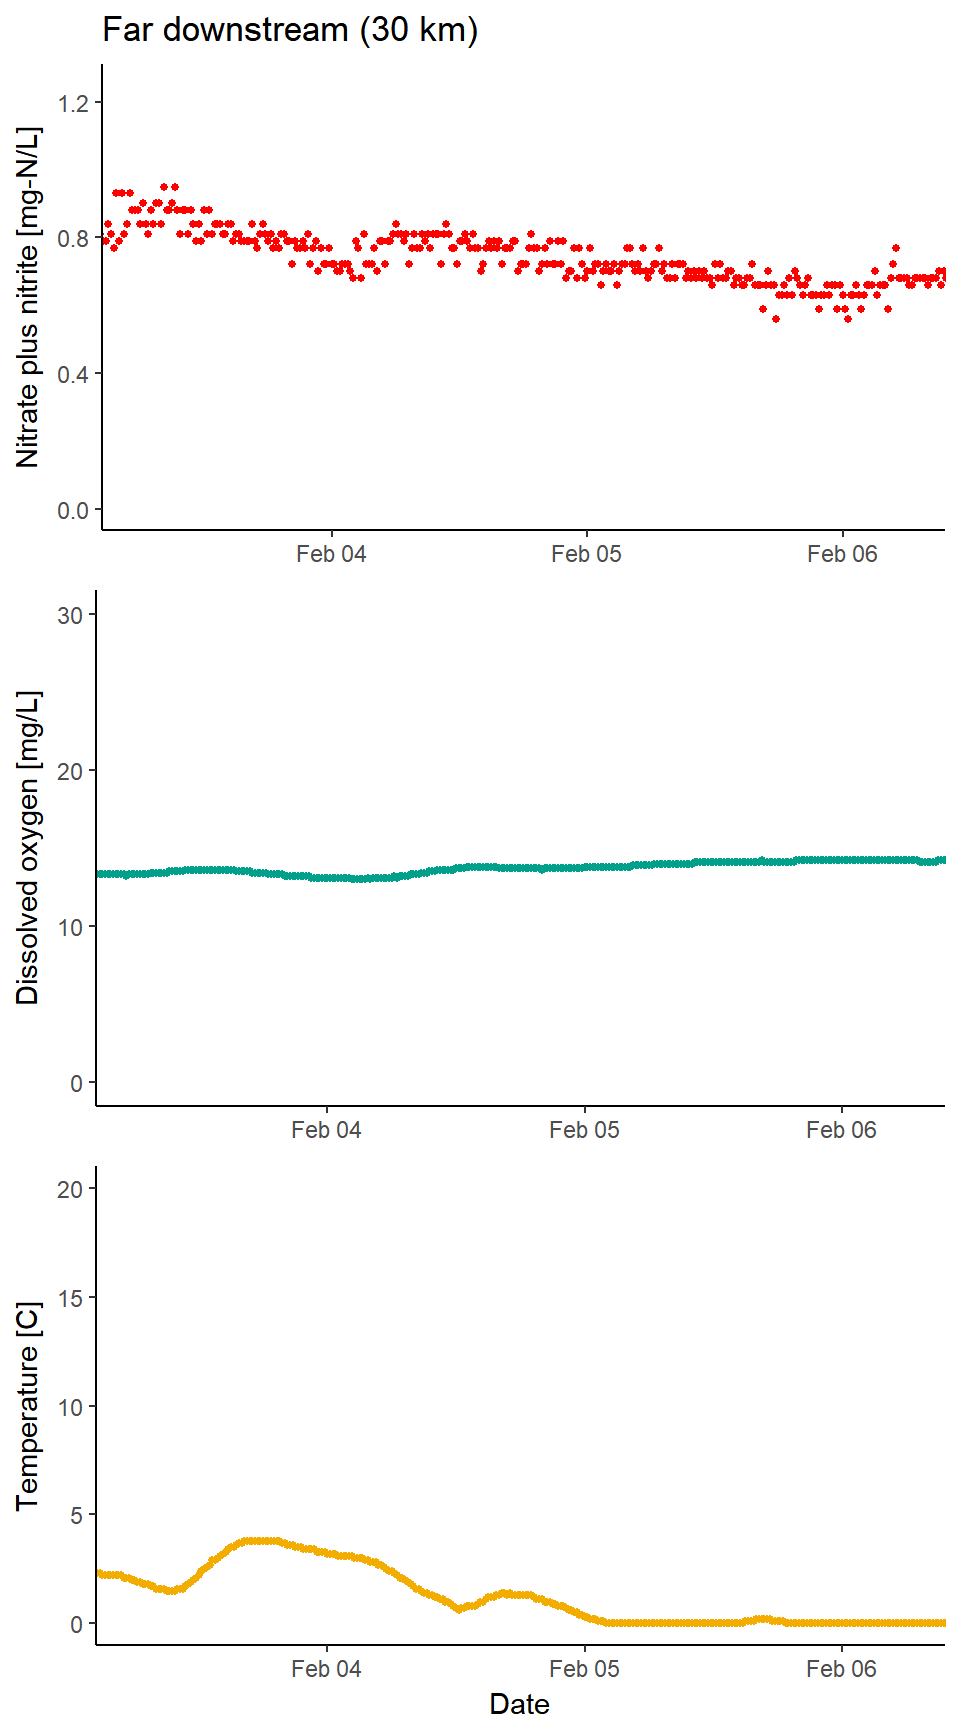 Far downstream (30 km)
Nitrate plus nitrite [mg-N/L]
1.2
0.8
0.4
0.0
Feb 04 Feb 05 Feb 06
Dissolved oxygen [mg/L]
30
20
10
0
Feb 04 Feb 05 Feb 06
Temperature [C]
20
15
10
5
0
Feb 04 Feb 05 Feb 06
Date